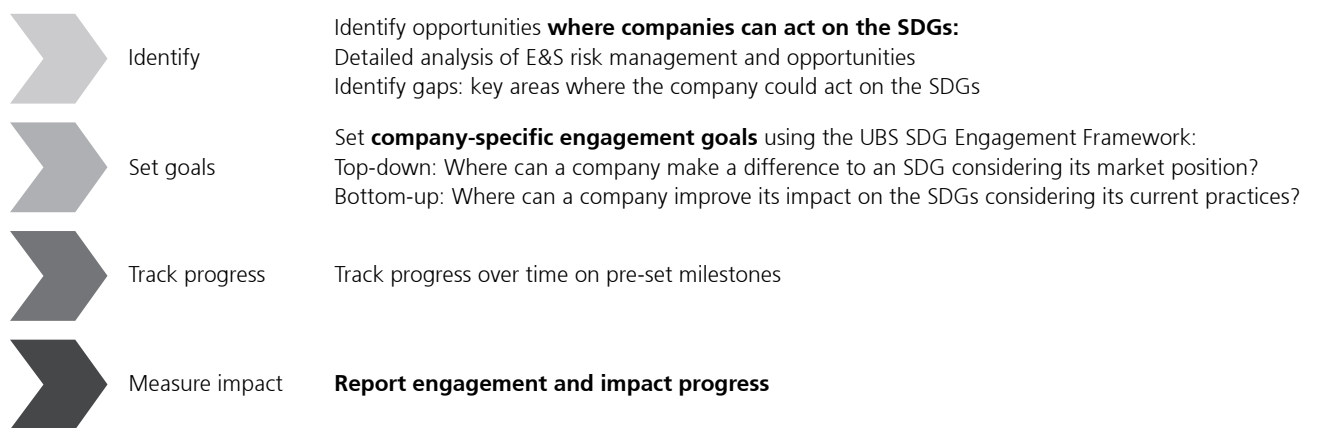 Identify
Identify opportunities where companies can act on the SDGs:
Detailed analysis of E&S risk management and opportunities
Identify gaps: key areas where the company could act on the SDGs
Set goals
Set company-specific engagement goals using the UBS SDG Engagement Framework:
Top-down: Where can a company make a difference to an SDG considering its market position?
Bottom-up: Where can a company improve its impact on the SDGs considering its current practices?
Track progress
Track progress over time on pre-set milestones
Measure impact
Report engagement and impact progress